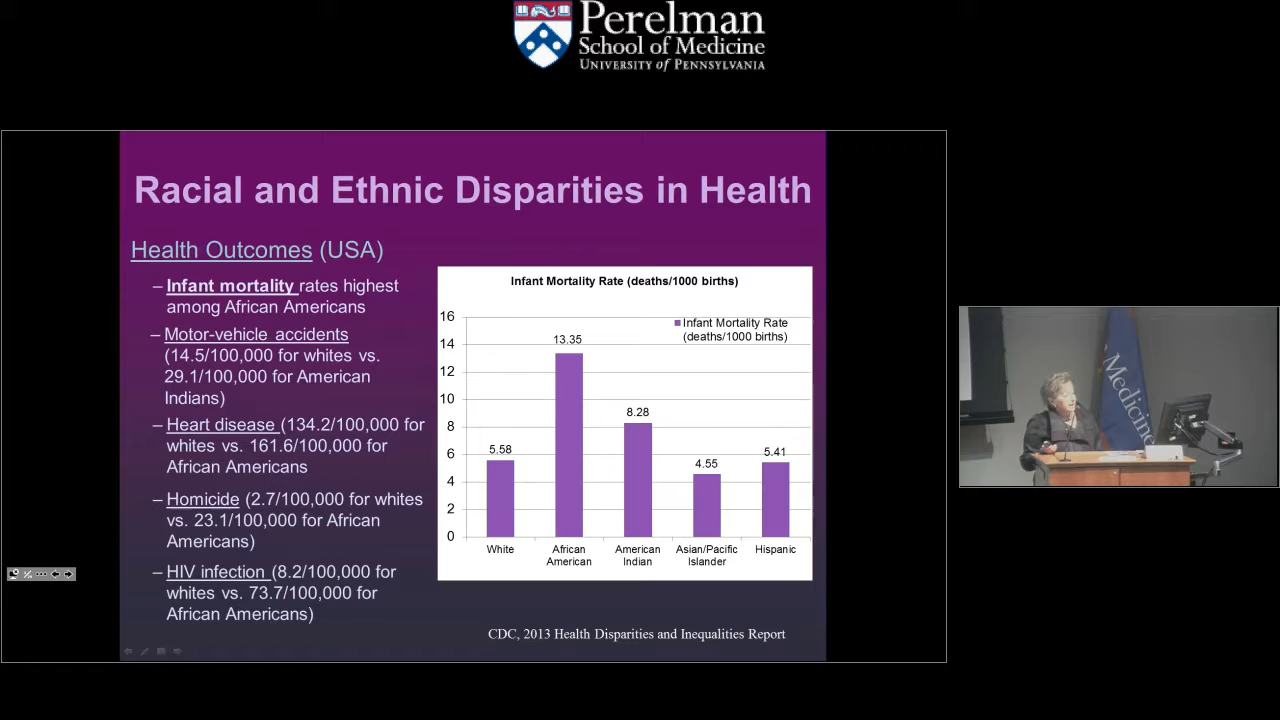 Perelman
School of Medicine
UNIVERSITY of PENNSYLVANIA
Racial and Ethnic Disparities in Health
Health Outcomes (USA)
– Infant mortality rates highest
among African Americans
– Motor-vehicle accidents
(14.5/100,000 for whites vs.
29.1/100,000 for American
Indians)
– Heart disease (134.2/100,000 for
whites vs. 161.6/100,000 for
African Americans
– Homicide (2.7/100,000 for whites
vs. 23.1/100,000 for African
Americans)
– HIV infection (8.2/100,000 for
whites vs. 73.7/100,000 for
African Americans)
Infant Mortality Rate (deaths/1000 births)
Infant Mortality Rate
(deaths/1000 births)
16
14
12
10
8
6
4
2
0
5.58
13.35
8.28
4.55
5.41
White
African
American
American
Indian
Asian/Pacific
Islander
Hispanic
CDC, 2013 Health Disparities and Inequalities Report
Medicine